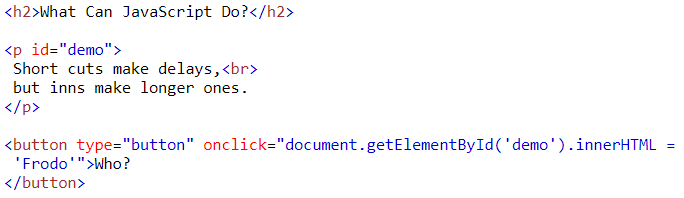 <h2>What Can JavaScript Do?</h2>
<p id="demo">
Short cuts make delays,<br>
but inns make longer ones.
</p>
<button type="button" onclick="document.getElementById('demo').innerHTML =
'Frodo'">Who?
</button>